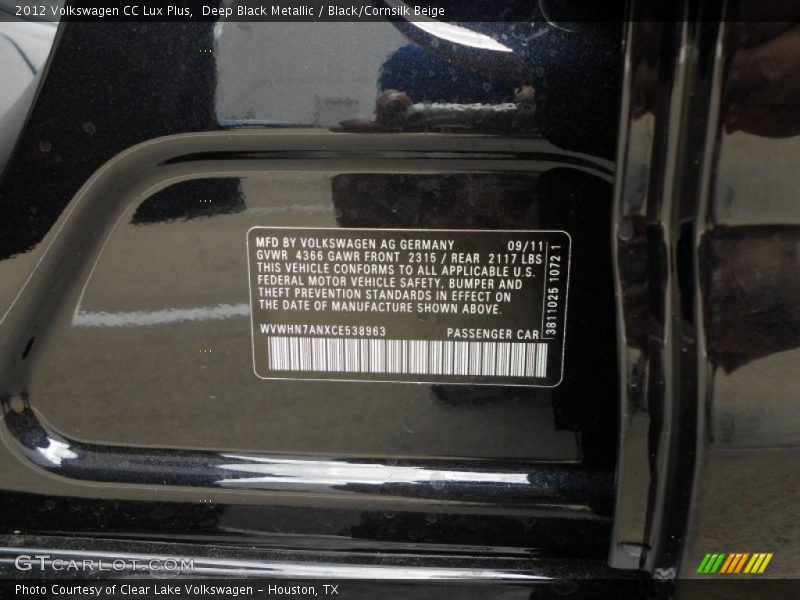 2012 Volkswagen CC Lux Plus,  Deep Black Metallic / Black/Cornsilk Beige
MFD BY VOLKSWAGEN AG GERMANY 09/11
GVWR 4366 GAWR FRONT 2315 / REAR 2117 LBS
THIS VEHICLE CONFORMS TO ALL APPLICABLE U.S.
FEDERAL MOTOR VEHICLE SAFETY, BUMPER AND
THEFT PREVENTION STANDARDS IN EFFECT ON
THE DATE OF MANUFACTURE SHOWN ABOVE.
WVWHN7ANXCE538963 PASSENGER CAR
3811025 1072 1
GTCARLOT.COM
Photo Courtesy of Clear Lake Volkswagen - Houston, TX